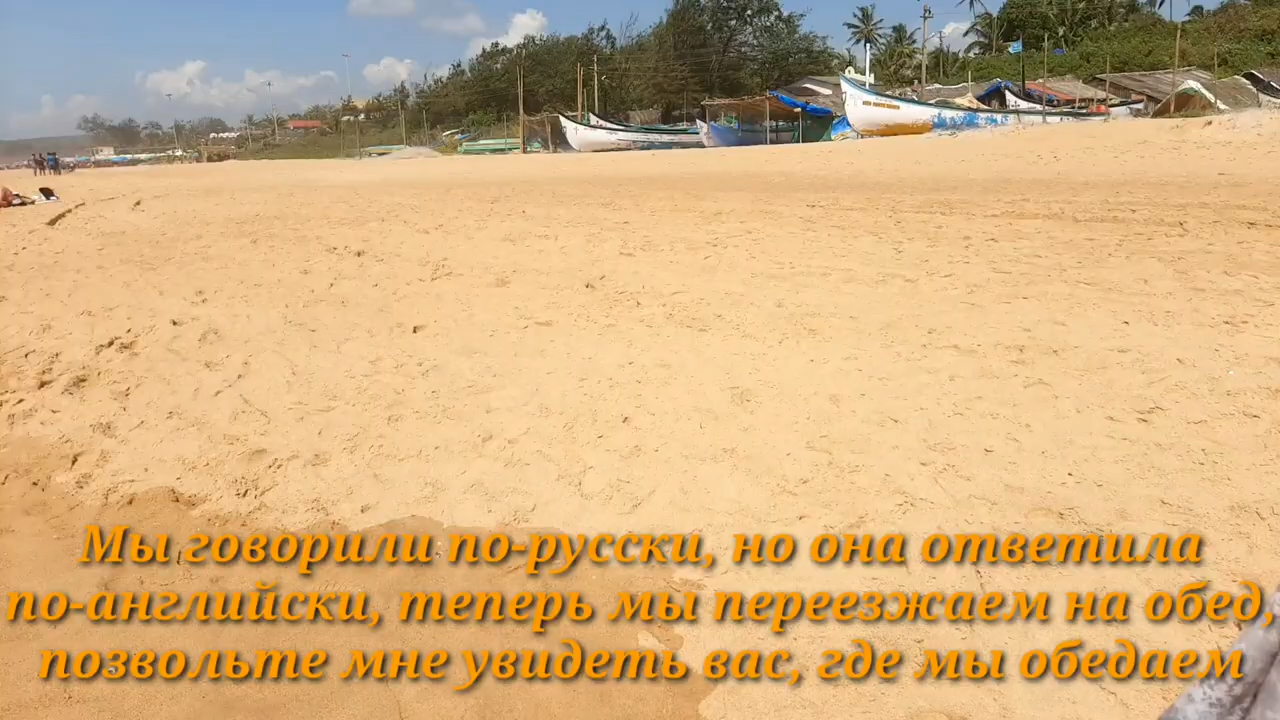 Мы говорили по-русски, но она ответила
по-английски, теперь мы переезжаем на обед,
позвольте мне увидеть вас, где мы обедаем